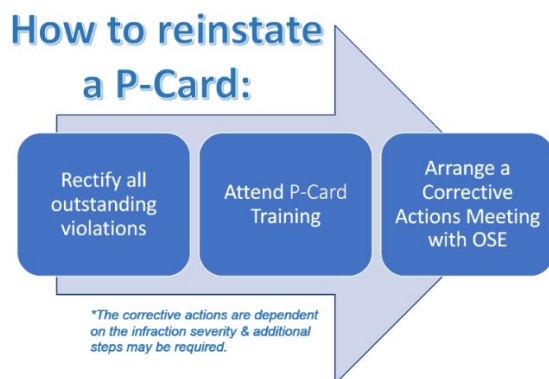 How to reinstate
a P-Card:
Rectify all
outstanding
violations
Attend P-Card
Training
Arrange a
Corrective
Actions Meeting
with OSE
*The corrective actions are dependent
on the infraction severity & additional
steps may be required.